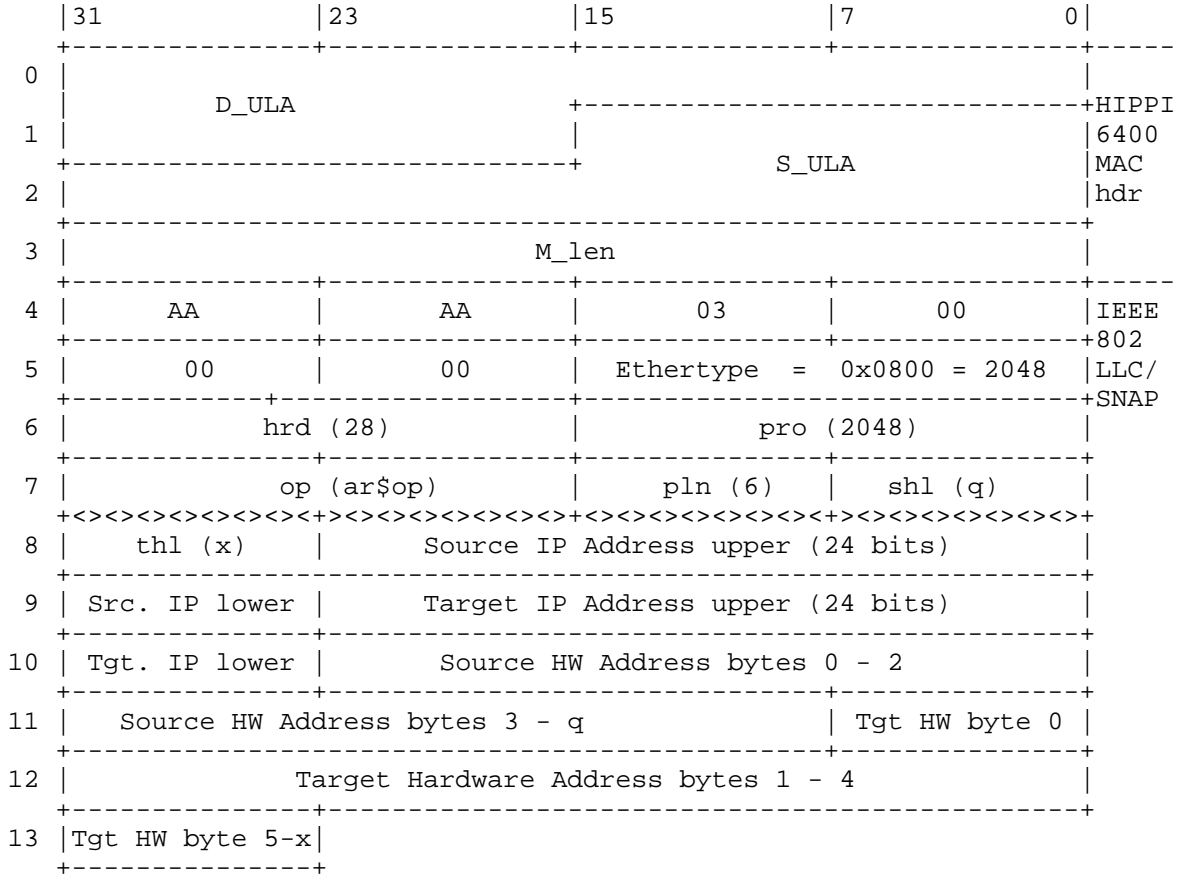 |31 |23 |15 |7 0|
+---------------+---------------+---------------+---------------+-----
0 | |
| D_ULA +-------------------------------+HIPPI
1 | | |6400
+-------------------------------+ S_ULA |MAC
2 | |hdr
+---------------------------------------------------------------+
3 | M_len |
+---------------+---------------+---------------+---------------+-----
4 | AA | AA | 03 | 00 |IEEE
+---------------+---------------+---------------+---------------+802
5 | 00 | 00 | Ethertype = 0x0800 = 2048 |LLC/
+------------+------------------+-------------------------------+SNAP
6 | hrd (28) | pro (2048) |
+---------------+---------------+---------------+---------------+
7 | op (ar$op) | pln (6) | shl (q) |
+<><><><><><><><+><><><><><><><>+<><><><><><><><+><><><><><><><>+
8 | thl (x) | Source IP Address upper (24 bits) |
+---------------------------------------------------------------+
9 | Src. IP lower | Target IP Address upper (24 bits) |
+---------------+-----------------------------------------------+
10 | Tgt. IP lower | Source HW Address bytes 0 - 2 |
+---------------+-------------------------------+---------------+
11 | Source HW Address bytes 3 - q | Tgt HW byte 0 |
+-----------------------------------------------+---------------+
12 | Target Hardware Address bytes 1 - 4 |
+---------------+-----------------------------------------------+
13 |Tgt HW byte 5-x|
+---------------+